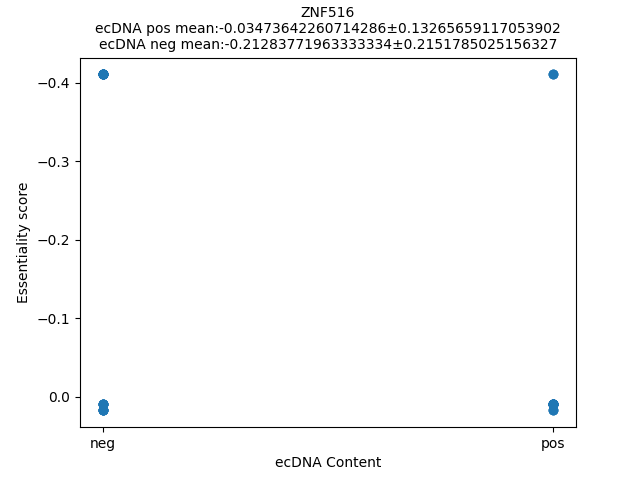 ZNF516
ecDNA pos mean:-0.03473642260714286±0.13265659117053902
ecDNA neg mean:-0.21283771963333334±0.2151785025156327
−0.4
−0.3
−0.2
−0.1
0.0
Essentiality score
neg
pos
ecDNA Content